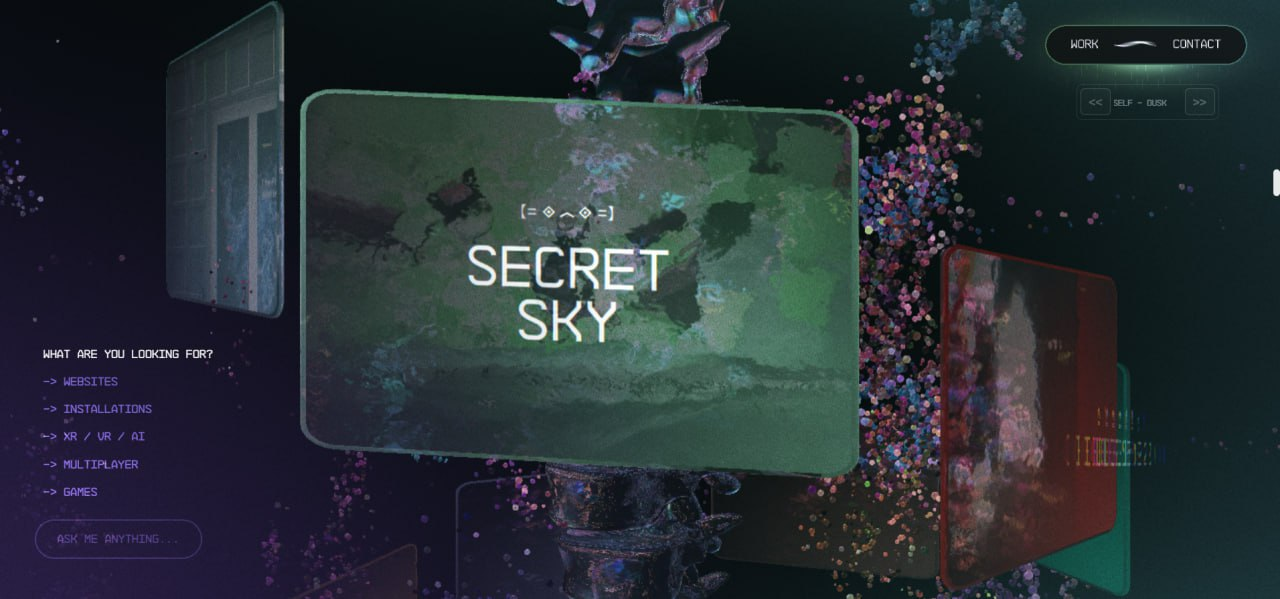 WORK
CONTACT
<< SELF - DUSK >>
[= ◈ ︿ ◈ =]
SECRET
SKY
WHAT ARE YOU LOOKING FOR?
-> WEBSITES
-> INSTALLATIONS
-> XR / VR / AI
-> MULTIPLAYER
-> GAMES
ASK ME ANYTHING...